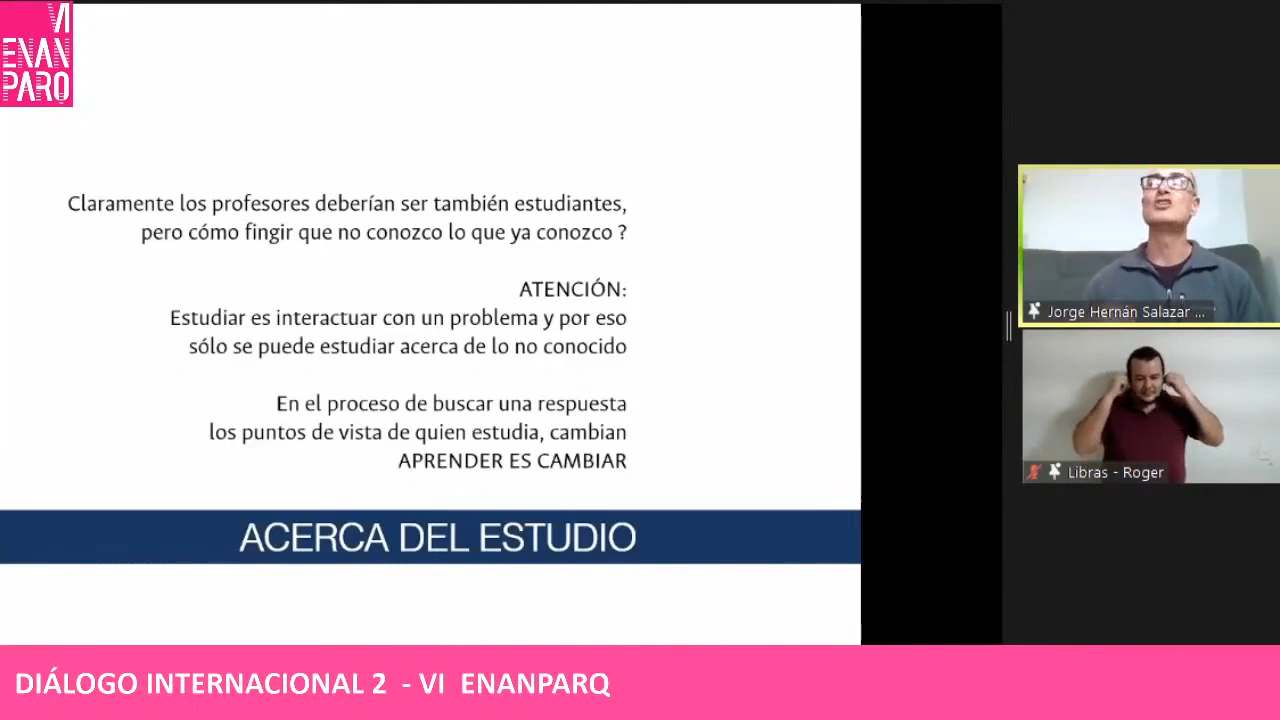 VI
ENAN
PARQ
Claramente los profesores deberían ser también estudiantes,
pero cómo fingir que no conozco lo que ya conozco ?
ATENCIÓN:
Estudiar es interactuar con un problema y por eso
sólo se puede estudiar acerca de lo no conocido
En el proceso de buscar una respuesta
los puntos de vista de quien estudia, cambian
APRENDER ES CAMBIAR
ACERCA DEL ESTUDIO
Jorge Hernán Salazar ...
Libras - Roger
DIÁLOGO INTERNACIONAL 2 - VI ENANPARQ